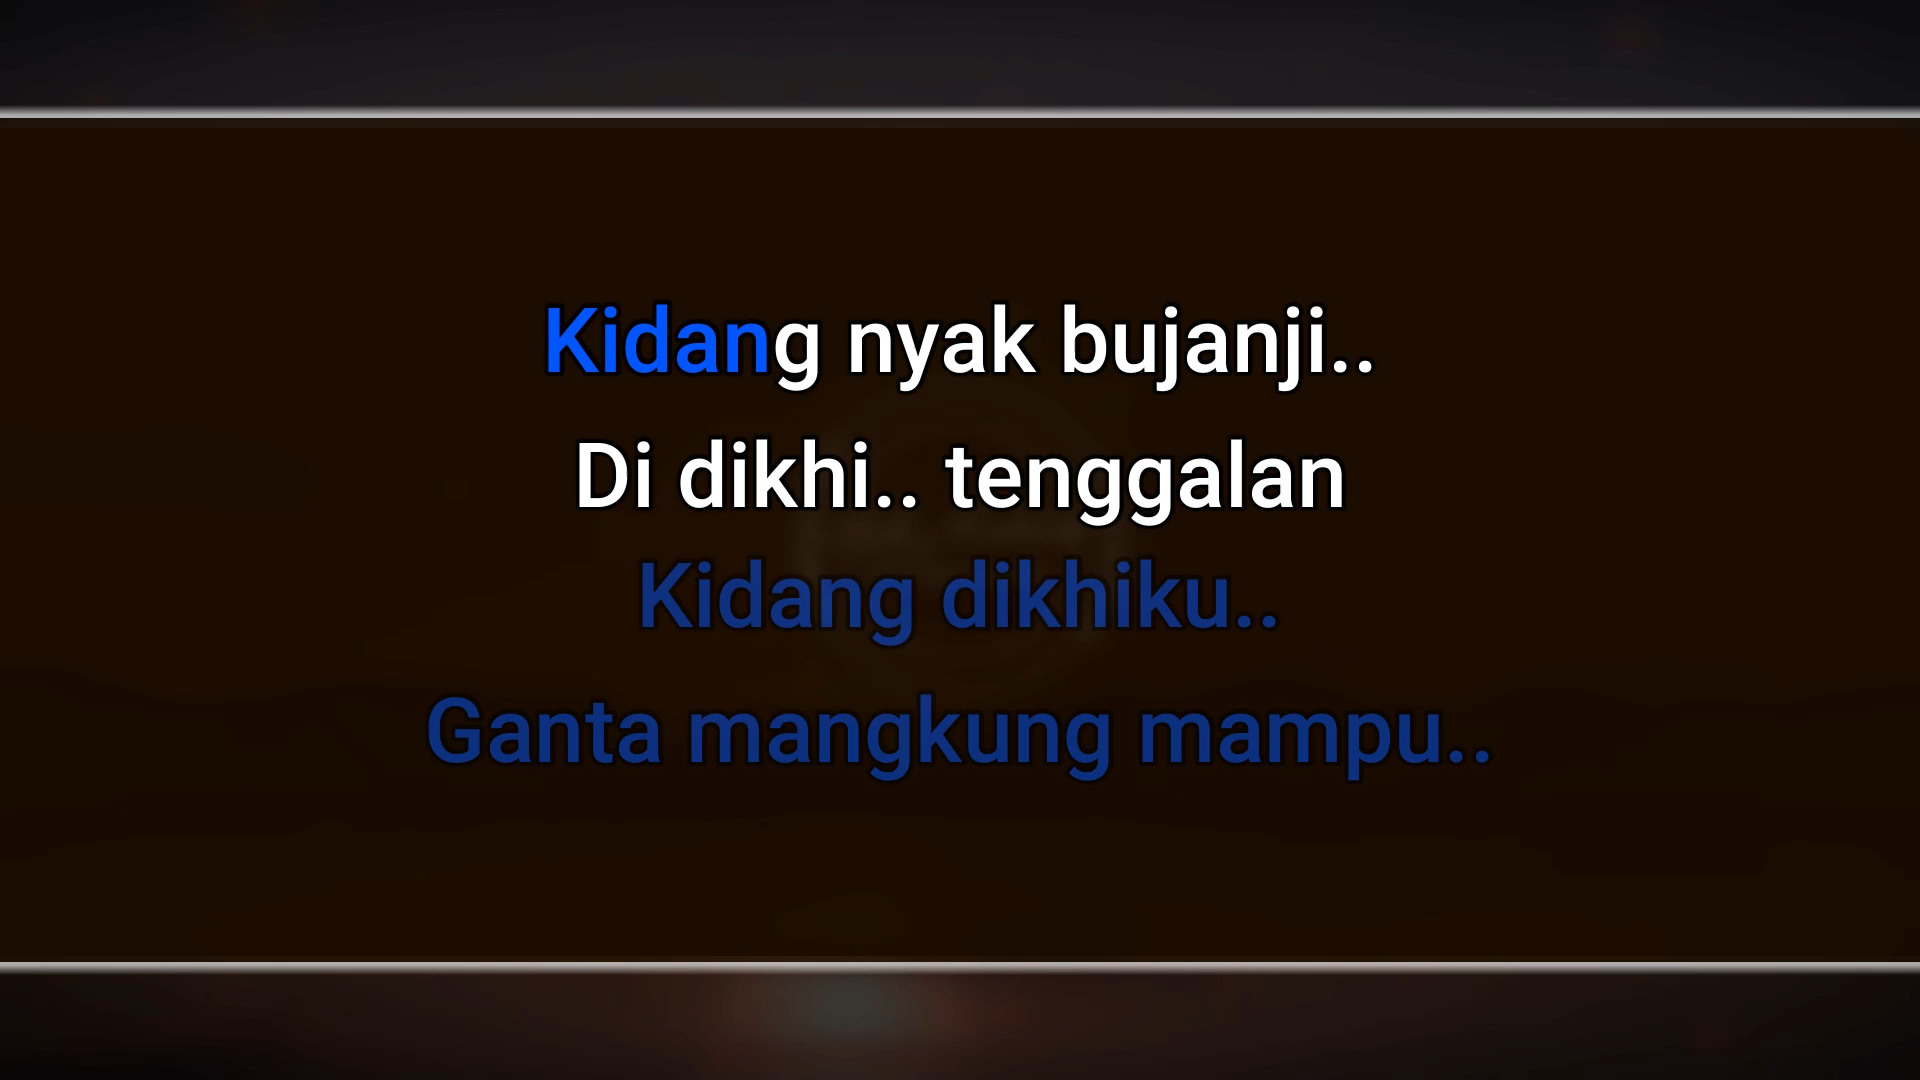 Kidang nyak bujanji..
Di dikhi.. tenggalan
Kidang dikhiku..
Ganta mangkung mampu..